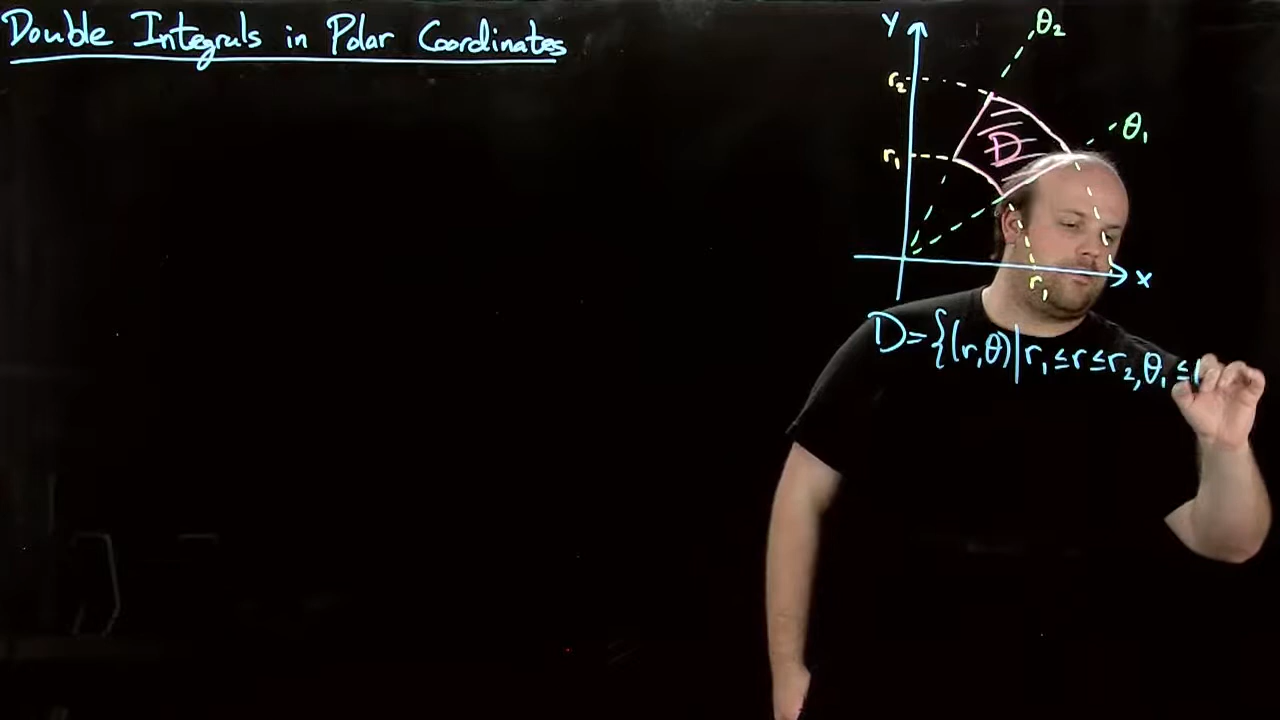 Double Integrals in Polar Coordinates
Y
θ₂
r₂
θ₁
D
r₁
x
r₁
D={(r,θ)|r₁≤r≤r₂,θ₁≤